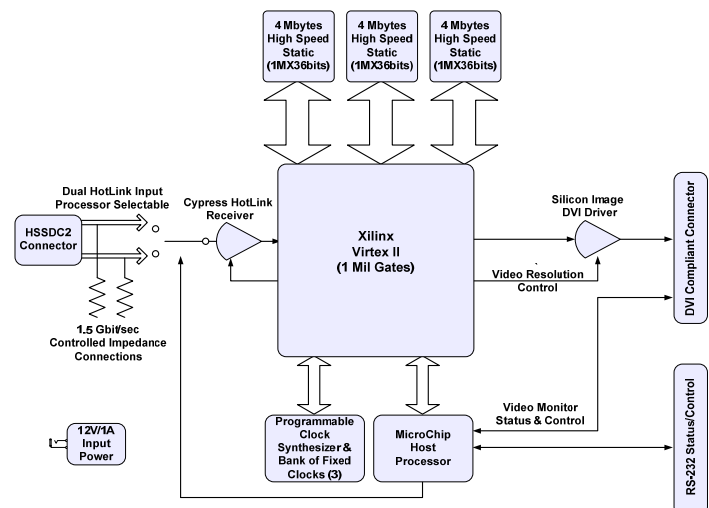 4 Mbytes
High Speed
Static
(1MX36bits)
4 Mbytes
High Speed
Static
(1MX36bits)
4 Mbytes
High Speed
Static
(1MX36bits)
Dual HotLink Input
Processor Selectable
Cypress HotLink
Receiver
Silicon Image
DVI Driver
HSSDC2
Connector
Xilinx
Virtex II
(1 Mil Gates)
DVI Compliant Connector
Video Resolution
Control
1.5 Gbit/sec
Controlled Impedance
Connections
12V/1A
Input
Power
Programmable
Clock
Synthesizer &
Bank of Fixed
Clocks (3)
MicroChip
Host
Processor
Video Monitor
Status & Control
RS-232 Status/Control